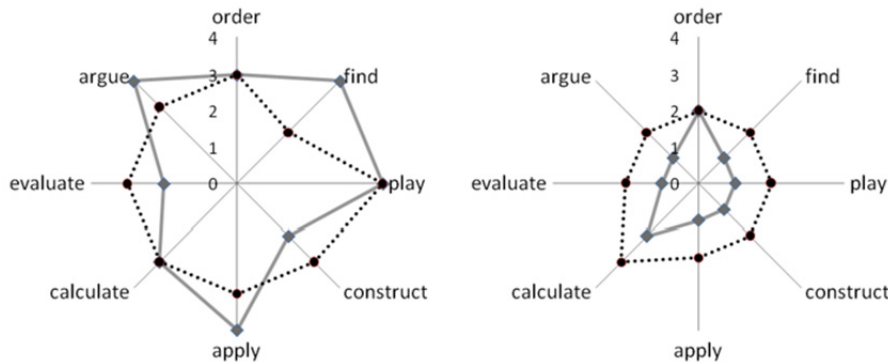 order
4
argue 3 find
2
1
evaluate 0 play
calculate construct
apply
order
4
argue 3 find
2
1
evaluate 0 play
calculate construct
apply